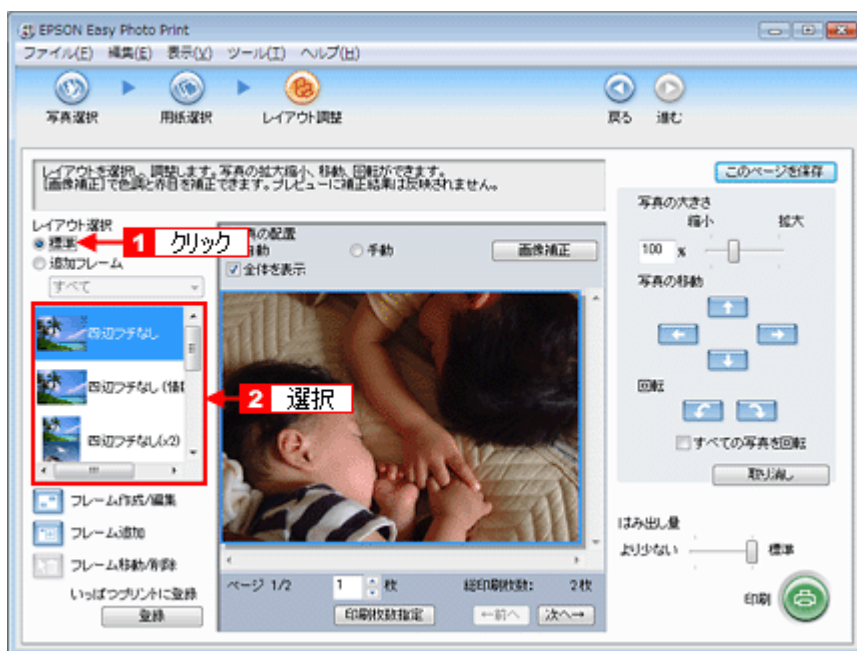 EPSON Easy Photo Print
ファイル(F) 編集(E) 表示(V) ツール(T) ヘルプ(H)
写真選択 用紙選択 レイアウト調整 戻る 進む
レイアウトを選択し、調整します。写真の拡大縮小、移動、回転ができます。
[画像補正]で色調と赤目を補正できます。プレビューに補正結果は反映されません。
このページを保存
レイアウト選択
標準
1 クリック
追加フレーム
すべて
の配置
自動 手動 画像補正
全体を表示
四辺フチなし
四辺フチなし
四辺フチなし(x2)
2 選択
フレーム作成/編集
フレーム追加
フレーム移動/削除
いっぱつプリントに登録
登録
ページ 1/2 1 枚 総印刷枚数: 2枚
印刷枚数指定 ←前へ 次へ→
写真の大きさ
縮小 拡大
100 %
写真の移動
回転
すべての写真を回転
取り消し
はみ出し量
より少ない 標準
印刷